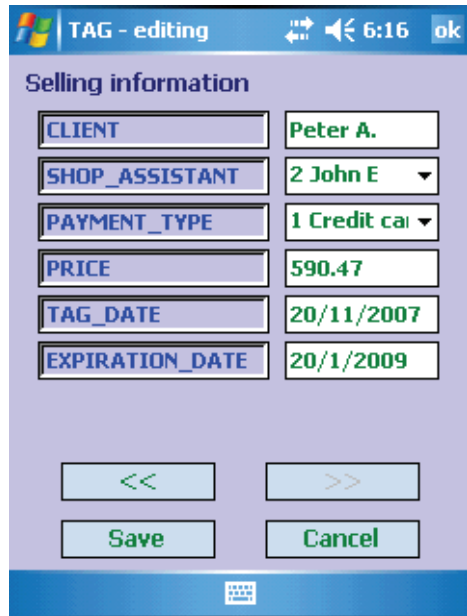 TAG - editing 6:16 ok
Selling information
CLIENT Peter A.
SHOP_ASSISTANT 2 John E
PAYMENT_TYPE 1 Credit ca
PRICE 590.47
TAG_DATE 20/11/2007
EXPIRATION_DATE 20/1/2009
<< >>
Save Cancel